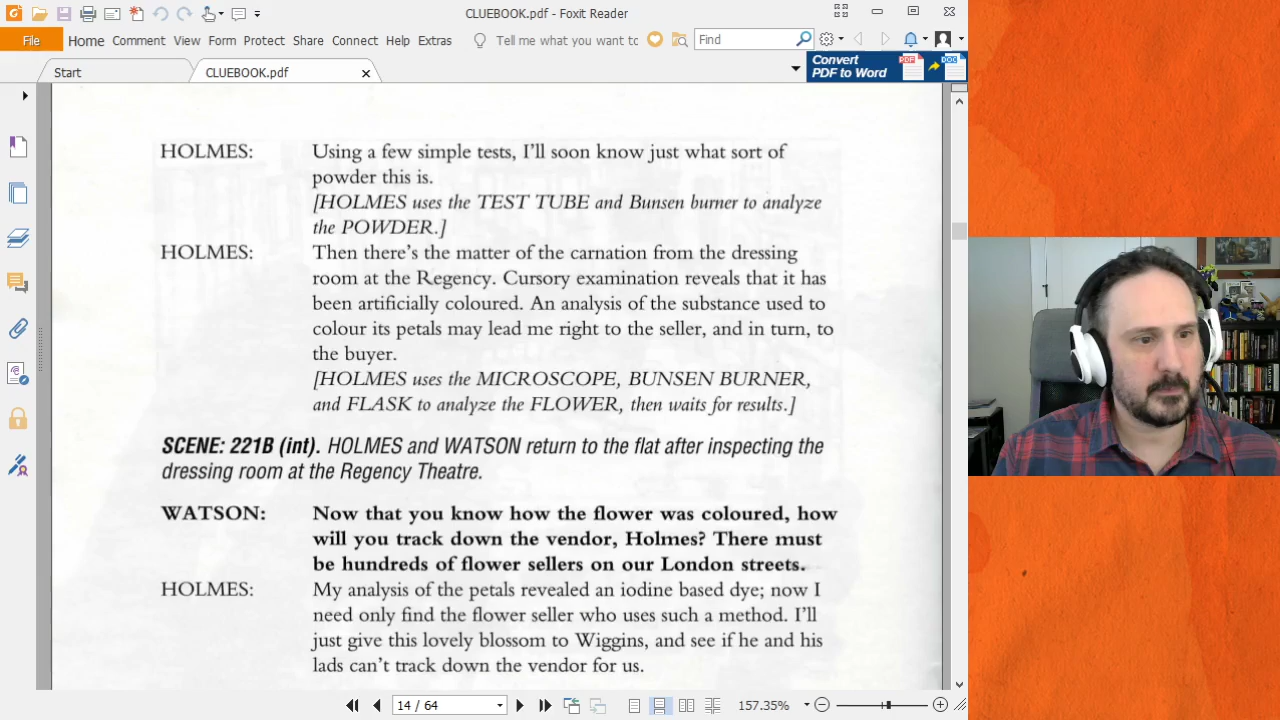 CLUEBOOK.pdf - Foxit Reader
File Home Comment View Form Protect Share Connect Help Extras Tell me what you want to Find
Start CLUEBOOK.pdf
Convert
PDF to Word PDF DOC
HOLMES: Using a few simple tests, I'll soon know just what sort of
powder this is.
[HOLMES uses the TEST TUBE and Bunsen burner to analyze
the POWDER.]
HOLMES: Then there's the matter of the carnation from the dressing
room at the Regency. Cursory examination reveals that it has
been artificially coloured. An analysis of the substance used to
colour its petals may lead me right to the seller, and in turn, to
the buyer.
[HOLMES uses the MICROSCOPE, BUNSEN BURNER,
and FLASK to analyze the FLOWER, then waits for results.]
SCENE: 221B (int). HOLMES and WATSON return to the flat after inspecting the
dressing room at the Regency Theatre.
WATSON: Now that you know how the flower was coloured, how
will you track down the vendor, Holmes? There must
be hundreds of flower sellers on our London streets.
HOLMES: My analysis of the petals revealed an iodine based dye; now I
need only find the flower seller who uses such a method. I'll
just give this lovely blossom to Wiggins, and see if he and his
lads can't track down the vendor for us.
14 / 64 157.35%